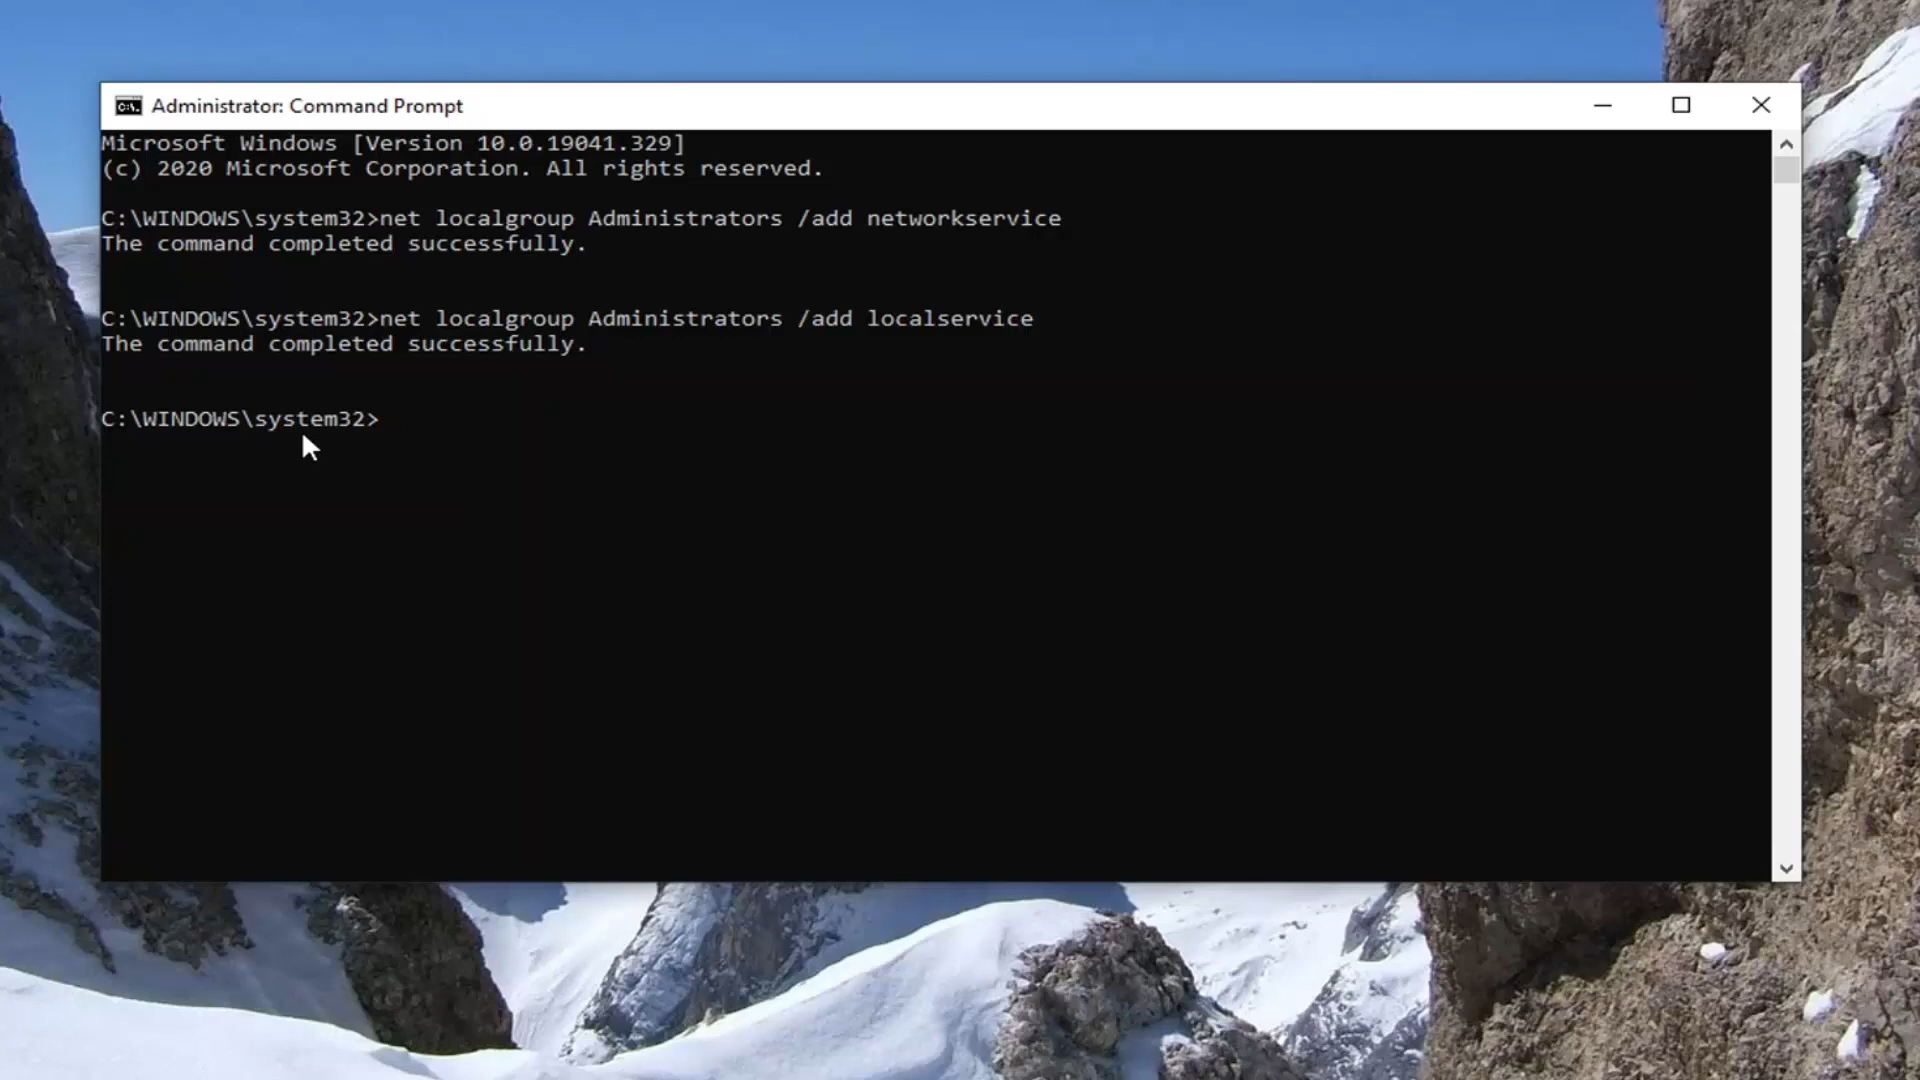 Administrator: Command Prompt
Microsoft Windows [Version 10.0.19041.329]
(c) 2020 Microsoft Corporation. All rights reserved.
C:\WINDOWS\system32>net localgroup Administrators /add networkservice
The command completed successfully.
C:\WINDOWS\system32>net localgroup Administrators /add localservice
The command completed successfully.
C:\WINDOWS\system32>